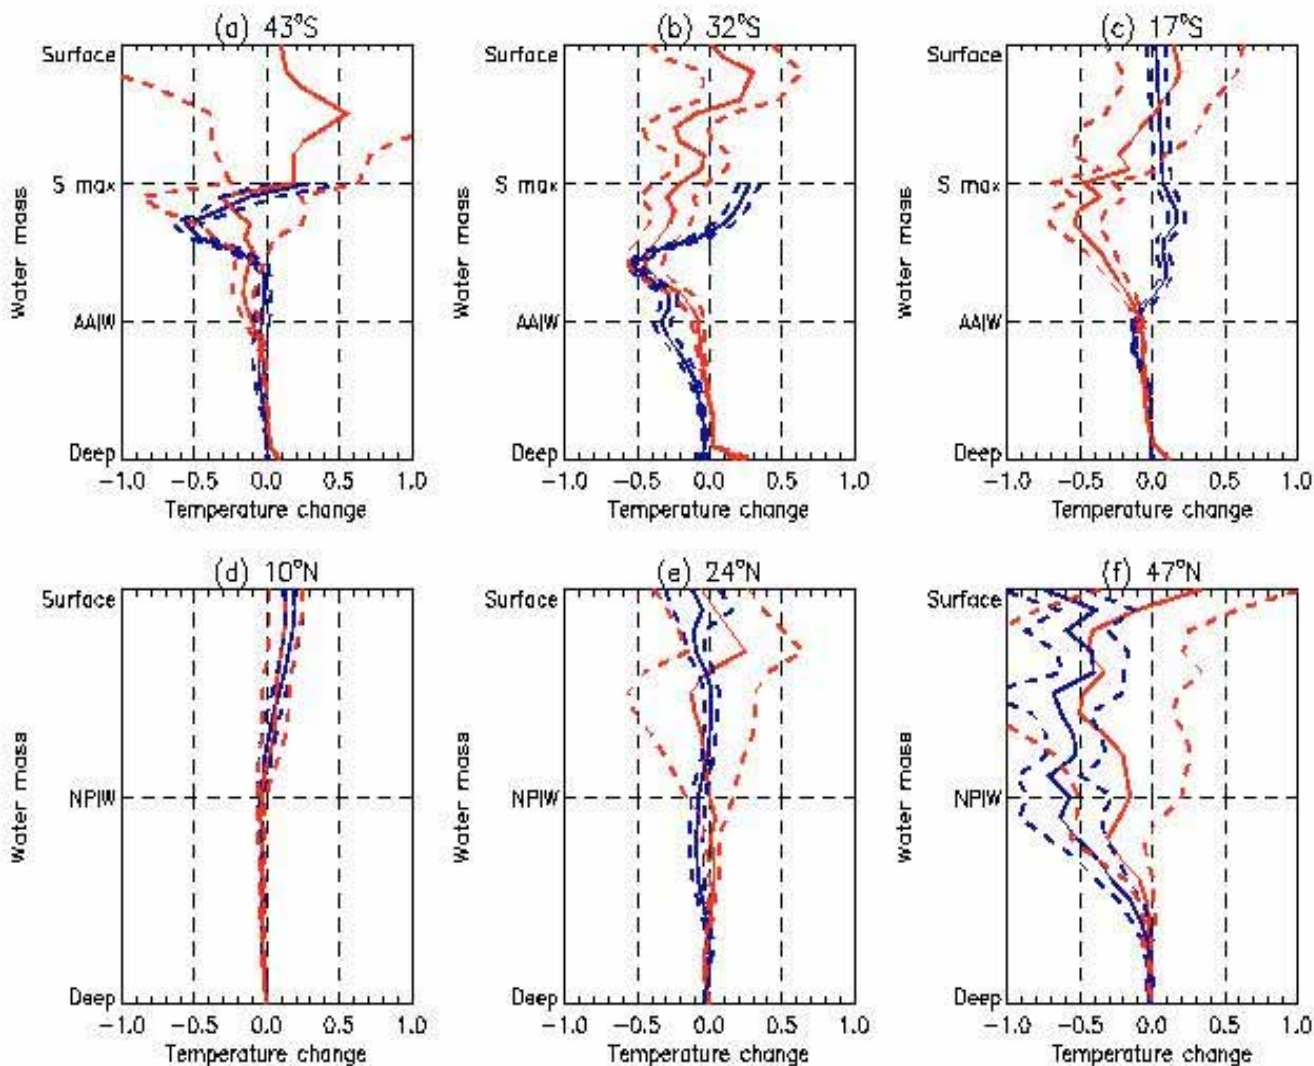 (a) 43°S
Surface
S max
AAIW
Deep
Water mass
-1.0 -0.5 0.0 0.5 1.0
Temperature change
(b) 32°S
Surface
S max
AAIW
Deep
Water mass
-1.0 -0.5 0.0 0.5 1.0
Temperature change
(c) 17°S
Surface
S max
AAIW
Deep
Water mass
-1.0 -0.5 0.0 0.5 1.0
Temperature change
(d) 10°N
Surface
NPIW
Deep
Water mass
-1.0 -0.5 0.0 0.5 1.0
Temperature change
(e) 24°N
Surface
NPIW
Deep
Water mass
-1.0 -0.5 0.0 0.5 1.0
Temperature change
(f) 47°N
Surface
NPIW
Deep
Water mass
-1.0 -0.5 0.0 0.5 1.0
Temperature change